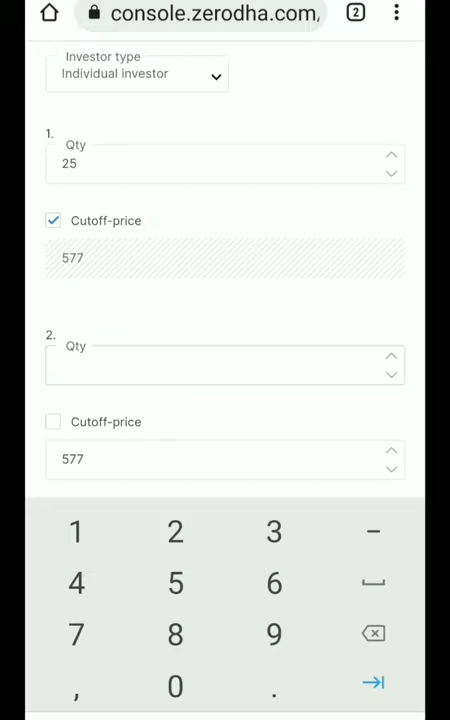 console.zerodha.com,
2
Investor type
Individual investor
1.
Qty
25
Cutoff-price
577
2.
Qty
Cutoff-price
577
1 2 3 -
4 5 6
7 8 9
, 0 .